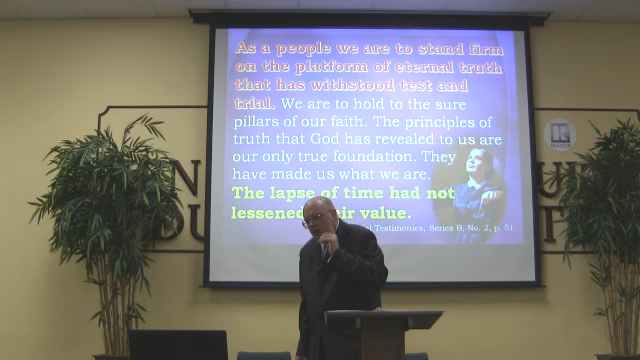 As a people we are to stand firm
on the platform of eternal truth
that has withstood test and
trial. We are to hold to the sure
pillars of our faith. The principles of
truth that God has revealed to us are
our only true foundation. They
have made us what we are.
The lapse of time had not
lessened their value.
Testimonies, Series B, No. 2, p. 51
R
REALTOR